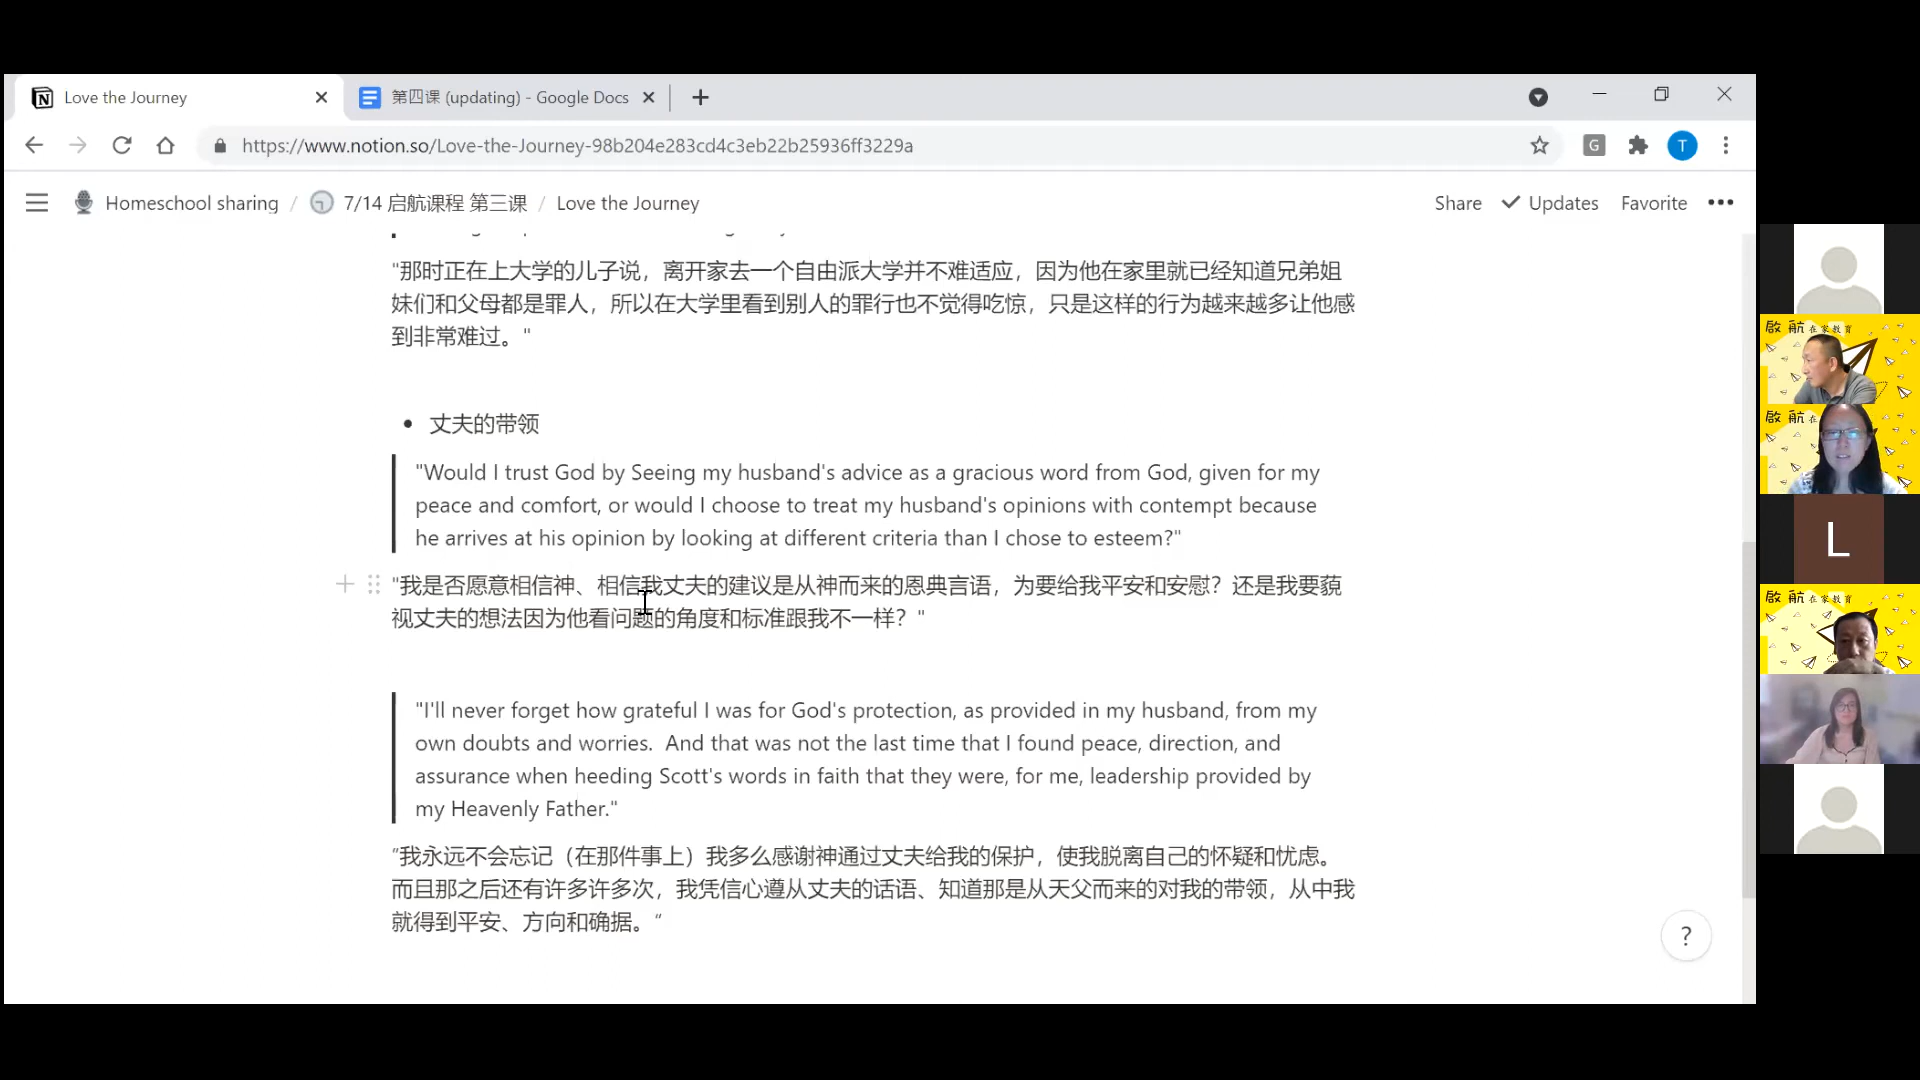 Love the Journey
第四课 (updating) - Google Docs
https://www.notion.so/Love-the-Journey-98b204e283cd4c3eb22b25936ff3229a
G
T
Homeschool sharing / 7/14 启航课程 第三课 / Love the Journey
Share Updates Favorite
"那时正在上大学的儿子说，离开家去一个自由派大学并不难适应，因为他在家里就已经知道兄弟姐
妹们和父母都是罪人，所以在大学里看到别人的罪行也不觉得吃惊，只是这样的行为越来越多让他感
到非常难过。"
丈夫的带领
"Would I trust God by Seeing my husband's advice as a gracious word from God, given for my
peace and comfort, or would I choose to treat my husband's opinions with contempt because
he arrives at his opinion by looking at different criteria than I chose to esteem?"
"我是否愿意相信神、相信我丈夫的建议是从神而来的恩典言语，为要给我平安和安慰？还是我要藐
视丈夫的想法因为他看问题的角度和标准跟我不一样？"
"I'll never forget how grateful I was for God's protection, as provided in my husband, from my
own doubts and worries.  And that was not the last time that I found peace, direction, and
assurance when heeding Scott's words in faith that they were, for me, leadership provided by
my Heavenly Father."
"我永远不会忘记（在那件事上）我多么感谢神通过丈夫给我的保护，使我脱离自己的怀疑和忧虑。
而且那之后还有许多许多次，我凭信心遵从丈夫的话语、知道那是从天父而来的对我的带领，从中我
就得到平安、方向和确据。"
?
啟航在家教育
啟航在
L
啟航在家教育